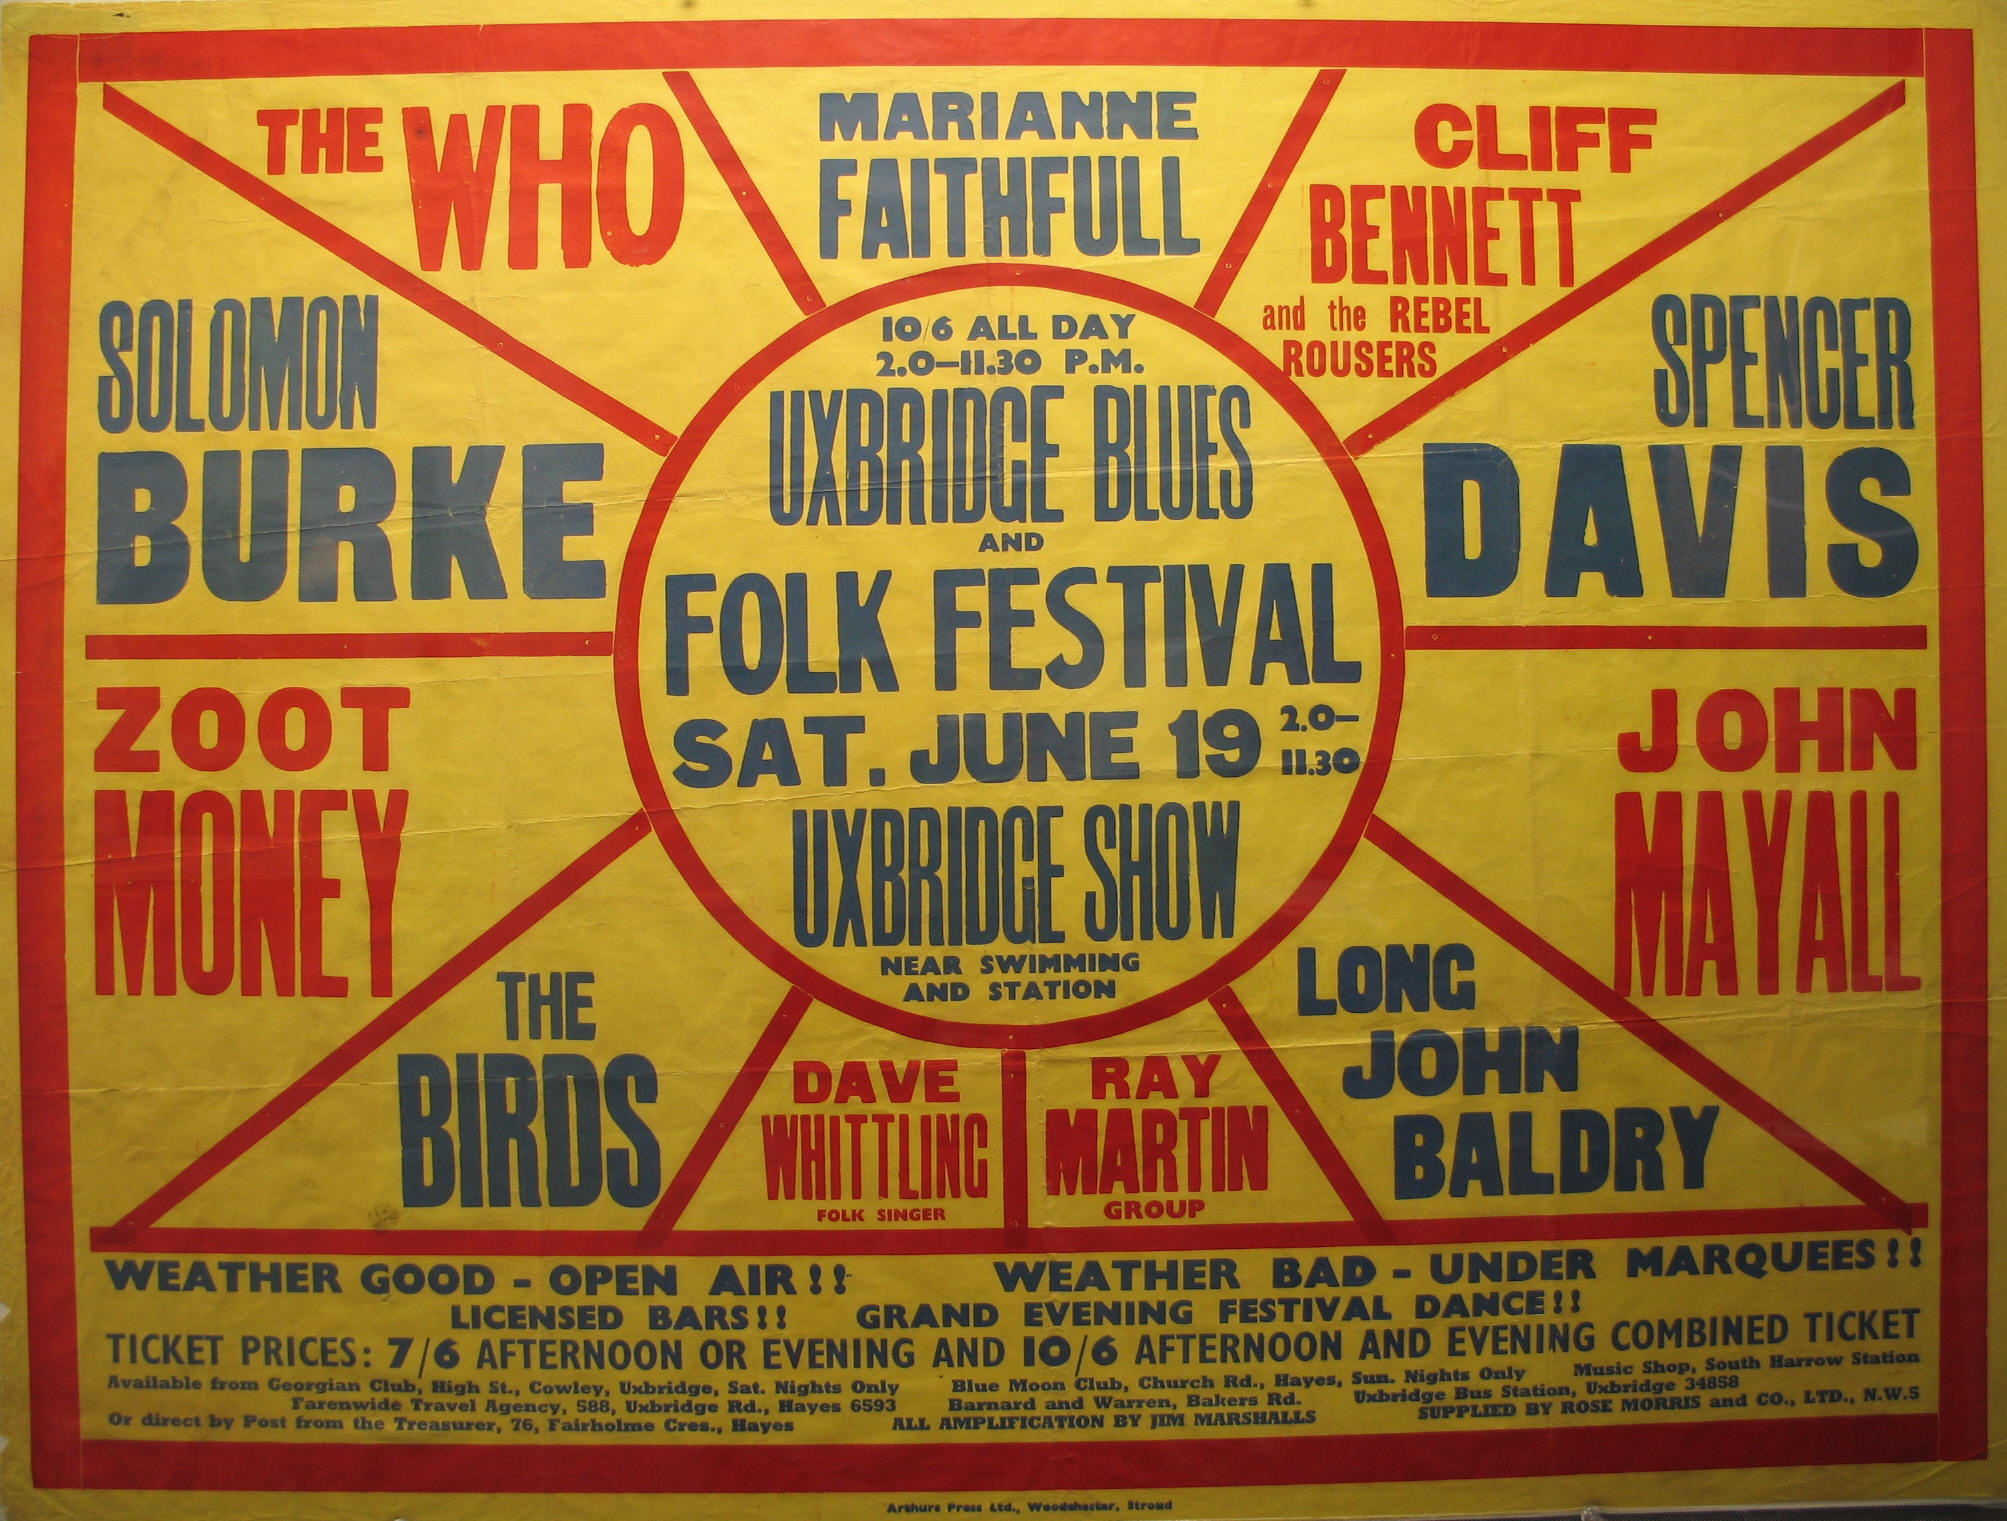 THE WHO
MARIANNE
FAITHFULL
CLIFF
BENNETT
and the REBEL
ROUSERS
SOLOMON
BURKE
10/6 ALL DAY
2.0–11.30 P.M.
UXBRIDGE BLUES
AND
FOLK FESTIVAL
SAT. JUNE 19 2.0–
11.30
UXBRIDGE SHOW
NEAR SWIMMING
AND STATION
SPENCER
DAVIS
ZOOT
MONEY
JOHN
MAYALL
THE
BIRDS
DAVE
WHITTLING
FOLK SINGER
RAY
MARTIN
GROUP
LONG
JOHN
BALDRY
WEATHER GOOD – OPEN AIR!! WEATHER BAD – UNDER MARQUEES!!
LICENSED BARS!! GRAND EVENING FESTIVAL DANCE!!
TICKET PRICES: 7/6 AFTERNOON OR EVENING AND 10/6 AFTERNOON AND EVENING COMBINED TICKET
Available from Georgian Club, High St., Cowley, Uxbridge, Sat. Nights Only Blue Moon Club, Church Rd., Hayes, Sun. Nights Only Music Shop, South Harrow Station
Farenwide Travel Agency, 588, Uxbridge Rd., Hayes 6593 Barnard and Warren, Bakers Rd. Uxbridge Bus Station, Uxbridge 34858
Or direct by Post from the Treasurer, 76, Fairholme Cres., Hayes ALL AMPLIFICATION BY JIM MARSHALLS SUPPLIED BY ROSE MORRIS and CO., LTD., N.W.5
Arthurs Press Ltd., Woodchester, Stroud